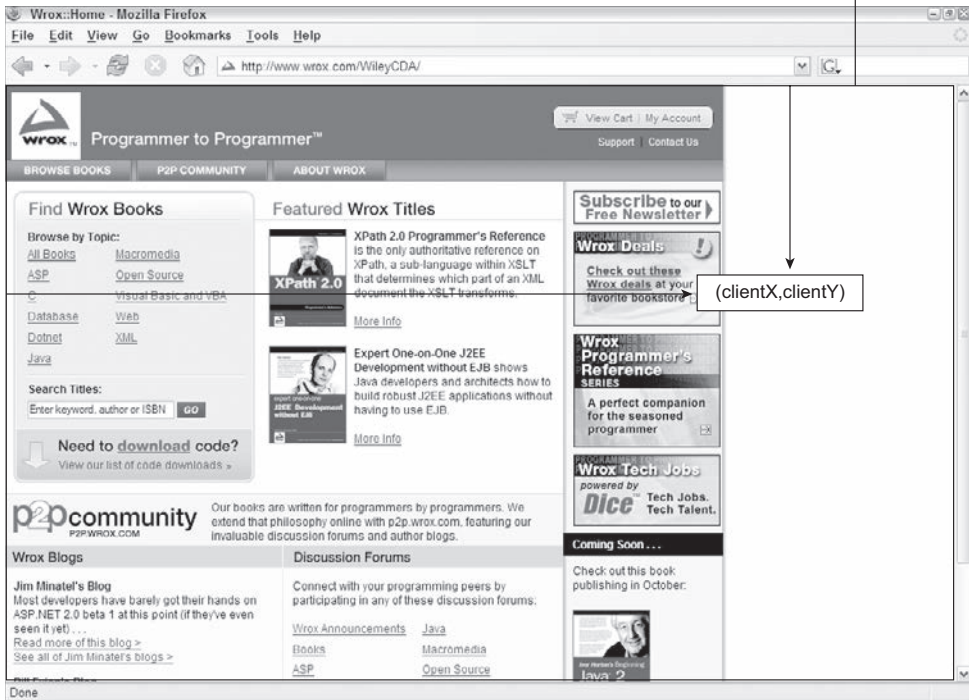 Wrox::Home - Mozilla Firefox
File Edit View Go Bookmarks Tools Help
http://www.wrox.com/WileyCDA/
G
wrox™
Programmer to Programmer™
View Cart | My Account
Support | Contact Us
BROWSE BOOKS P2P COMMUNITY ABOUT WROX
Find Wrox Books
Browse by Topic:
All Books Macromedia
ASP Open Source
C Visual Basic and VBA
Database Web
Dotnet XML
Java
Search Titles:
Enter keyword, author or ISBN GO
Need to download code?
View our list of code downloads »
Featured Wrox Titles
XPath 2.0
XPath 2.0 Programmer's Reference
is the only authoritative reference on
XPath, a sub-language within XSLT
that determines which part of an XML
document the XSLT transforms.
More Info
expert one-on-one
J2EE Development
without EJB
Expert One-on-One J2EE
Development without EJB shows
Java developers and architects how to
build robust J2EE applications without
having to use EJB.
More Info
Subscribe to our
Free Newsletter
Wrox Deals
Check out these
Wrox deals at your
favorite bookstore
(clientX,clientY)
Wrox
Programmer's
Reference
SERIES
A perfect companion
for the seasoned
programmer
Wrox Tech Jobs
powered by
Dice™ Tech Jobs.
Tech Talent.
p2pcommunity
P2P.WROX.COM
Our books are written for programmers by programmers. We
extend that philosophy online with p2p.wrox.com, featuring our
invaluable discussion forums and author blogs.
Wrox Blogs
Jim Minatel's Blog
Most developers have barely got their hands on
ASP.NET 2.0 beta 1 at this point (if they've even
seen it yet) . . .
Read more of this blog >
See all of Jim Minatel's blogs >
Discussion Forums
Connect with your programming peers by
participating in any of these discussion forums:
Wrox Announcements Java
Books Macromedia
ASP Open Source
Coming Soon . . .
Check out this book
publishing in October:
Java 2
Done